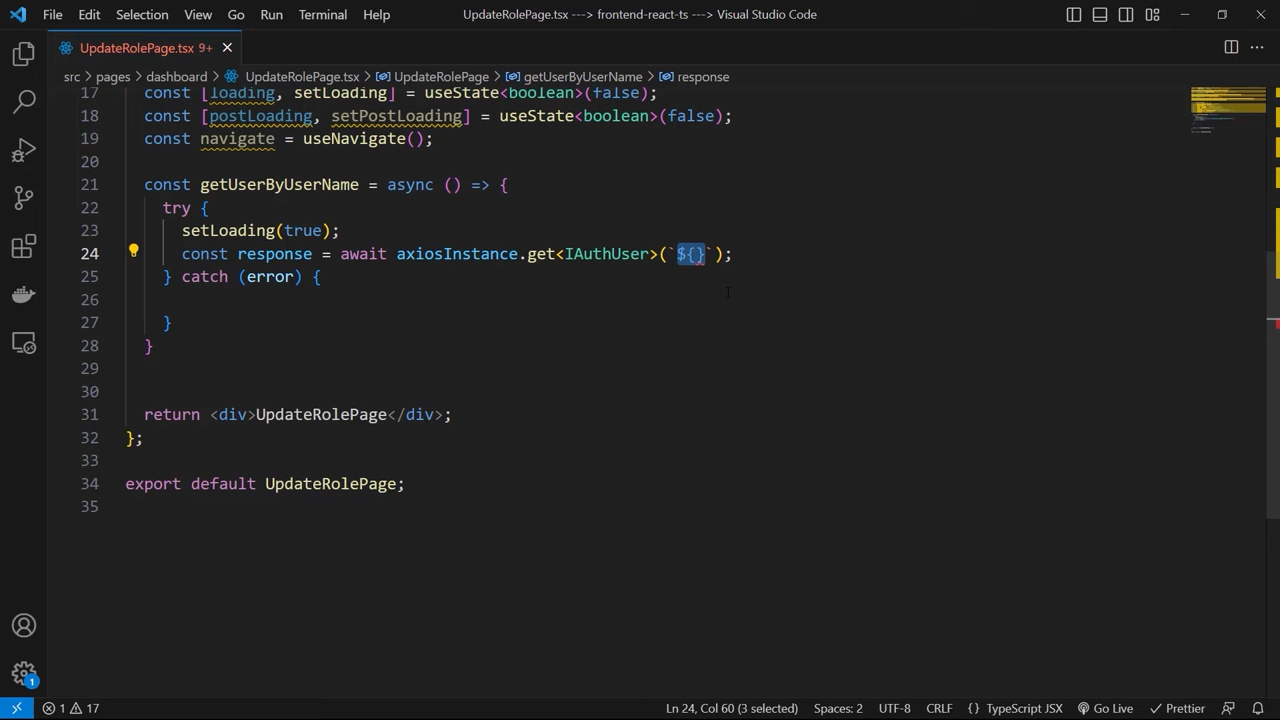 File Edit Selection View Go Run Terminal Help UpdateRolePage.tsx ---> frontend-react-ts ---> Visual Studio Code
UpdateRolePage.tsx 9+
src > pages > dashboard > UpdateRolePage.tsx > UpdateRolePage > getUserByUserName > response
17 const [loading, setLoading] = useState<boolean>(false);
18 const [postLoading, setPostLoading] = useState<boolean>(false);
19 const navigate = useNavigate();
20
21 const getUserByUserName = async () => {
22 try {
23 setLoading(true);
24 const response = await axiosInstance.get<IAuthUser>(`${}`);
25 } catch (error) {
26
27 }
28 }
29
30
31 return <div>UpdateRolePage</div>;
32 };
33
34 export default UpdateRolePage;
35
1
1 17 Ln 24, Col 60 (3 selected) Spaces: 2 UTF-8 CRLF {} TypeScript JSX Go Live Prettier